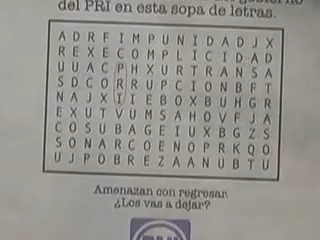 del PRI en esta sopa de letras.
A D R F I M P U N I D A D J X
R E X E C O M P L I C I D A D
U U A C P H X U R T R A N S A
S D C O R R U P C I O N B F T
N A J X I I E B O X B U H G R
E X U T V U M S A H O V F J A
C O S U B A G E I U X B G Z S
S O N A R C O E N O P R K Q O
U J P O B R E Z A A N U B T U
Amenazan con regresar.
¿Los vas a dejar?